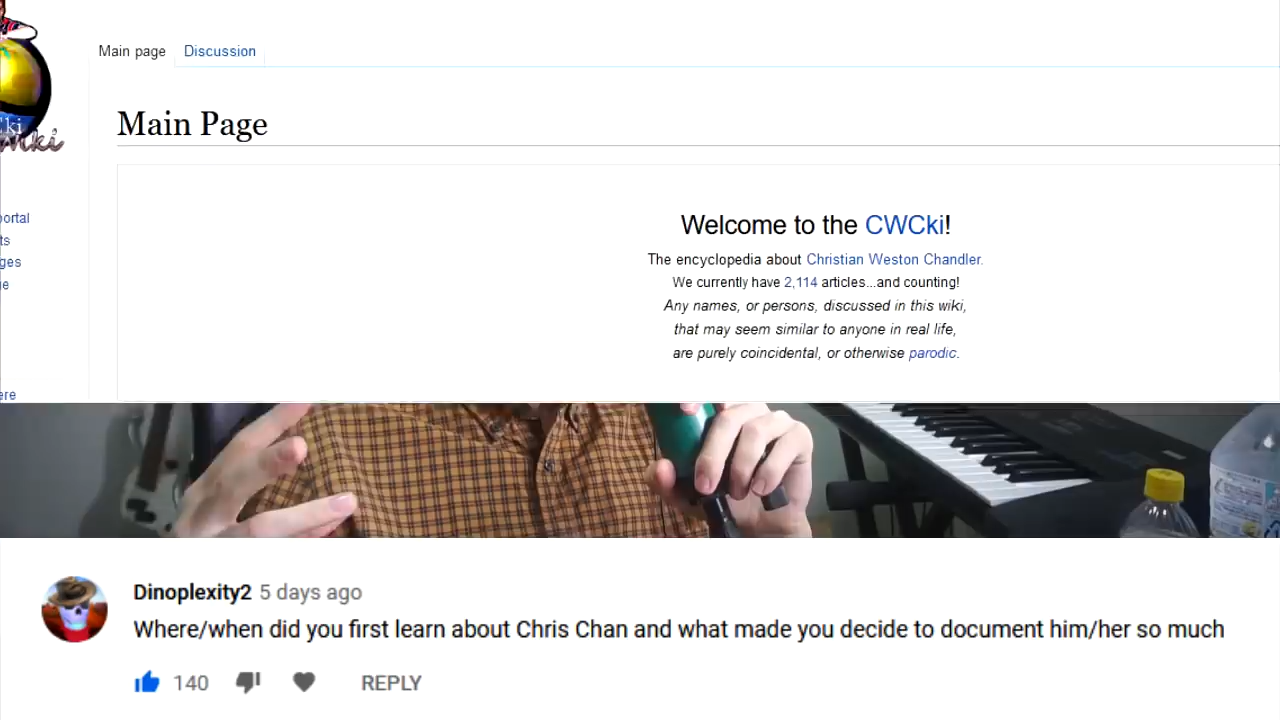 Main page Discussion
Main Page
Welcome to the CWCki!
The encyclopedia about Christian Weston Chandler.
We currently have 2,114 articles...and counting!
Any names, or persons, discussed in this wiki,
that may seem similar to anyone in real life,
are purely coincidental, or otherwise parodic.
Dinoplexity2 5 days ago
Where/when did you first learn about Chris Chan and what made you decide to document him/her so much
140 REPLY